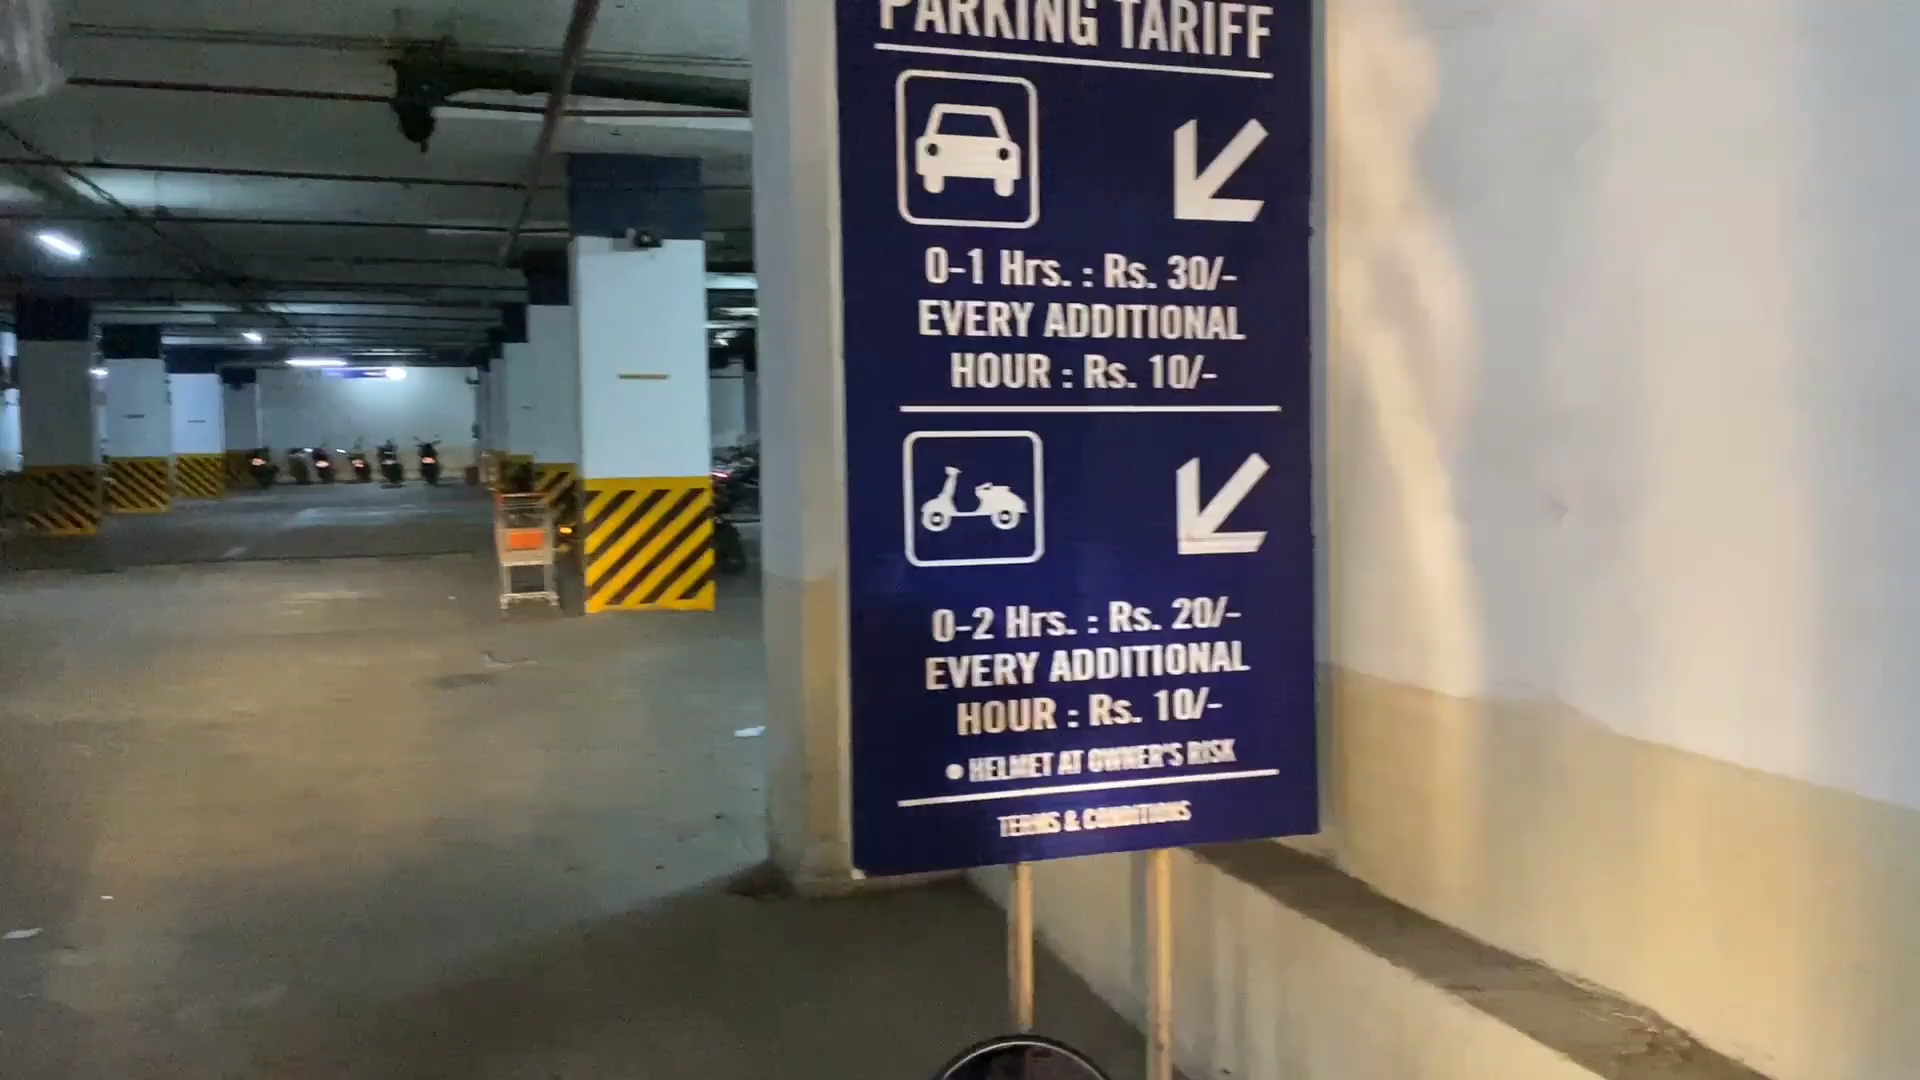 PARKING TARIFF
0-1 Hrs. : Rs. 30/-
EVERY ADDITIONAL
HOUR : Rs. 10/-
0-2 Hrs. : Rs. 20/-
EVERY ADDITIONAL
HOUR : Rs. 10/-
● HELMET AT OWNER'S RISK
TERMS & CONDITIONS